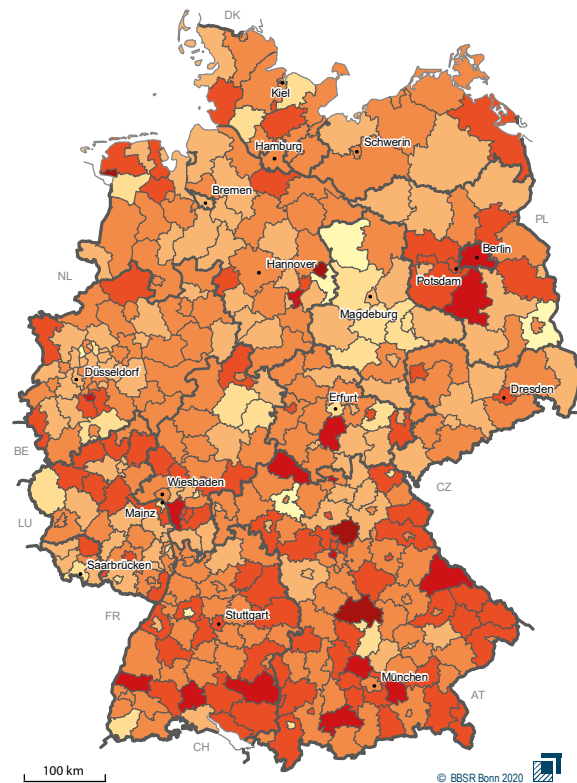 DK
Kiel
Hamburg
Schwerin
Bremen
PL
Berlin
Hannover
Potsdam
NL
Magdeburg
Düsseldorf
Erfurt
Dresden
BE
Wiesbaden
CZ
Mainz
LU
Saarbrücken
FR
Stuttgart
München
AT
CH
100 km
© BBSR Bonn 2020